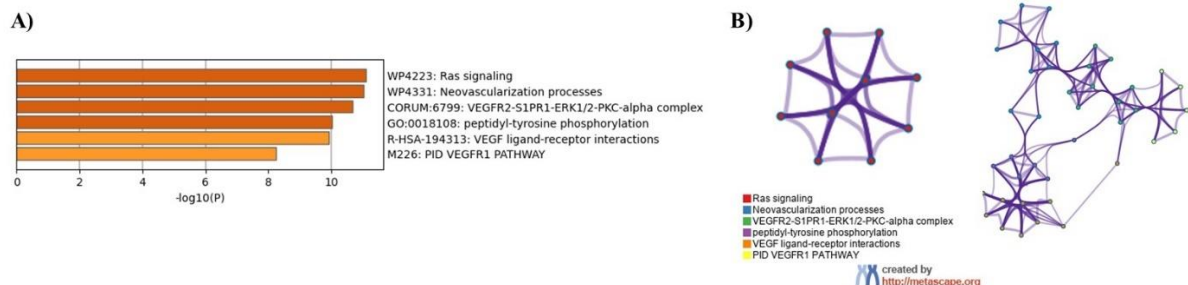 A)
WP4223: Ras signaling
WP4331: Neovascularization processes
CORUM:6799: VEGFR2-S1PR1-ERK1/2-PKC-alpha complex
GO:0018108: peptidyl-tyrosine phosphorylation
R-HSA-194313: VEGF ligand-receptor interactions
M226: PID VEGFR1 PATHWAY
0 2 4 6 8 10
-log10(P)
B)
Ras signaling
Neovascularization processes
VEGFR2-S1PR1-ERK1/2-PKC-alpha complex
peptidyl-tyrosine phosphorylation
VEGF ligand-receptor interactions
PID VEGFR1 PATHWAY
created by
http://metascape.org